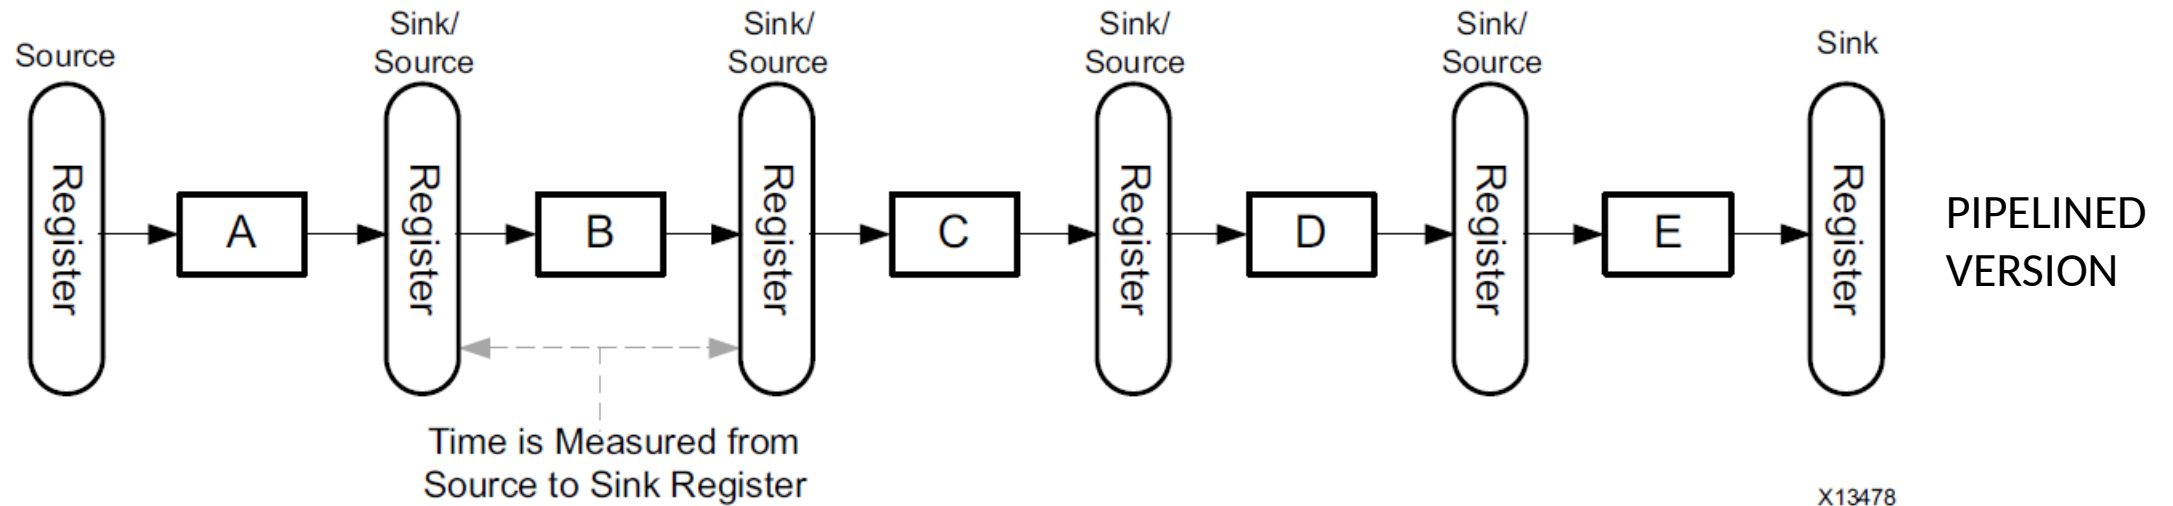 Source
Sink/
Source
Sink/
Source
Sink/
Source
Sink/
Source
Sink
Register
A
Register
B
Register
C
Register
D
Register
E
Register
PIPELINED
VERSION
Time is Measured from
Source to Sink Register
X13478